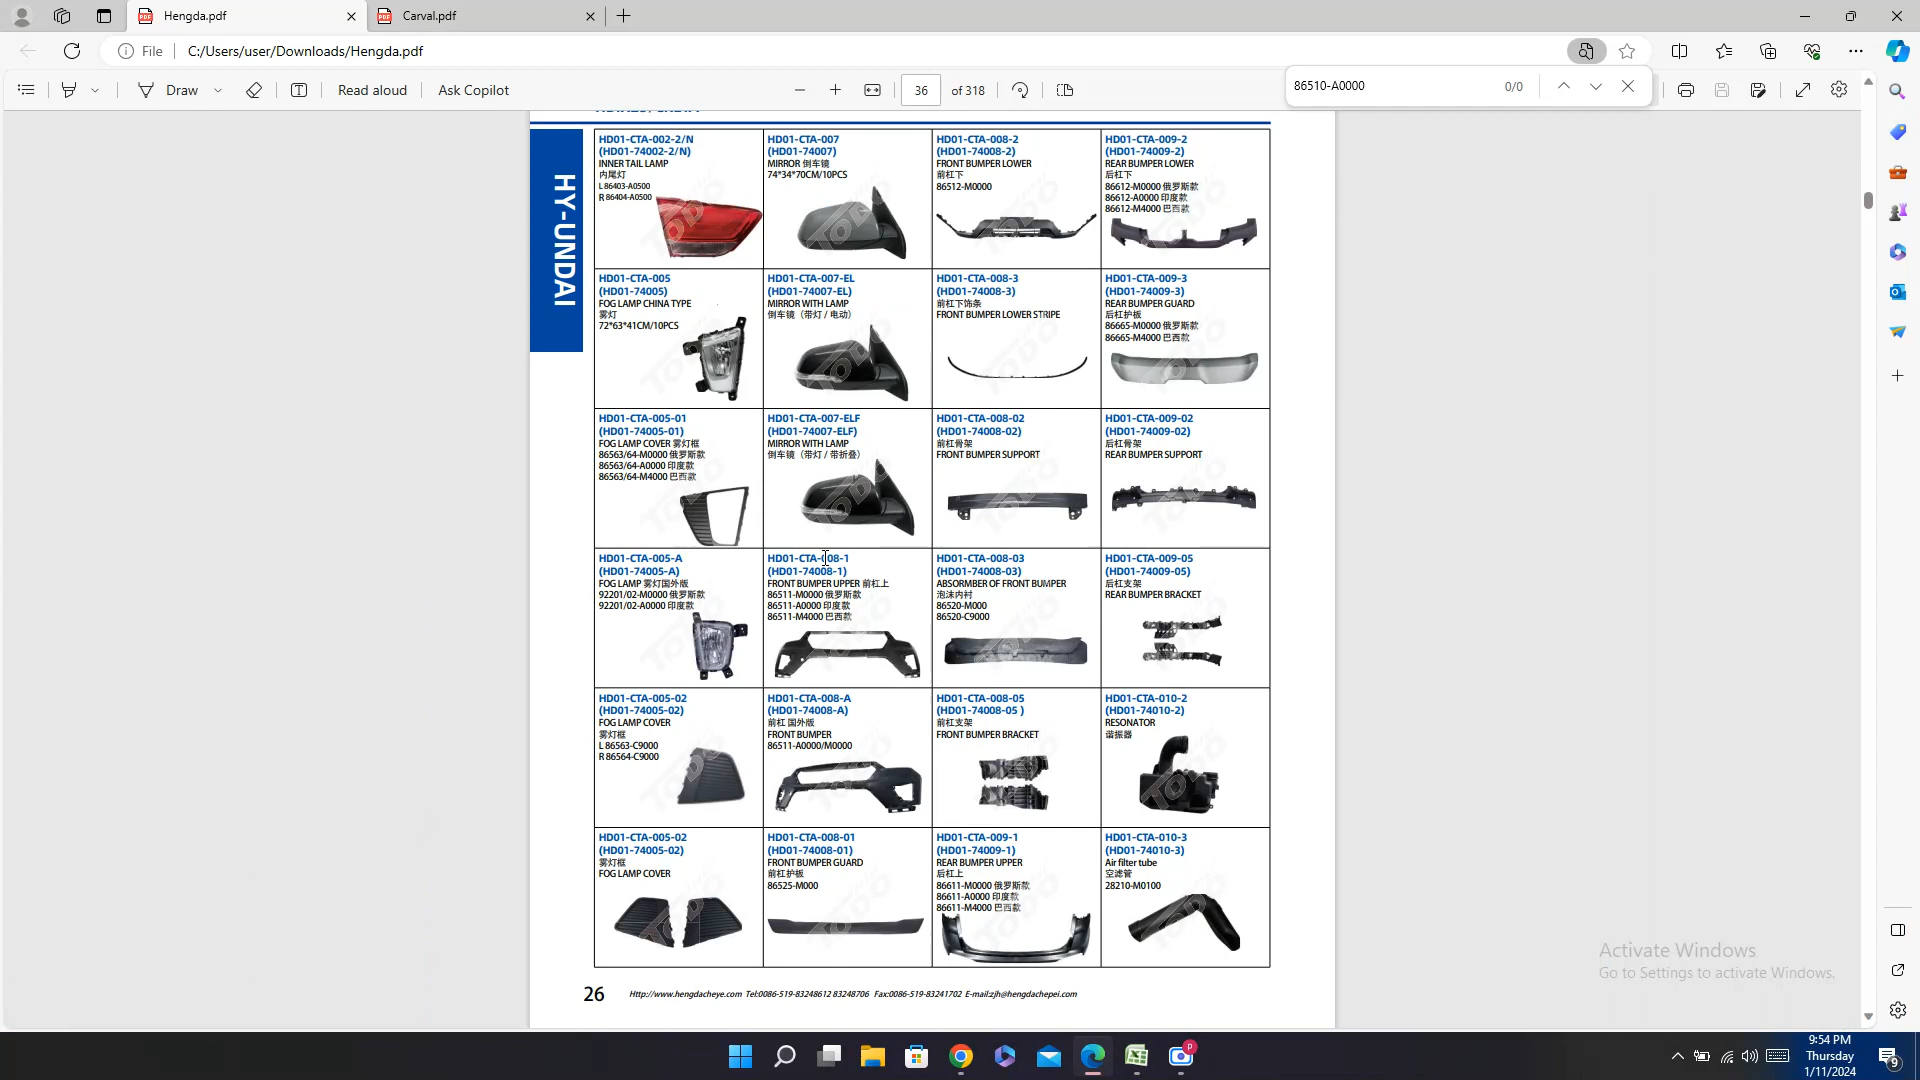 Hengda.pdf
Carval.pdf
File
C:/Users/user/Downloads/Hengda.pdf
Draw
Read aloud
Ask Copilot
36
of 318
86510-A0000
0/0
HY-UNDAI
HD01-CTA-002-2/N
(HD01-74002-2/N)
INNER TAIL LAMP
内尾灯
L 86403-A0500
R 86404-A0500
HD01-CTA-007
(HD01-74007)
MIRROR 倒车镜
74*34*70CM/10PCS
HD01-CTA-008-2
(HD01-74008-2)
FRONT BUMPER LOWER
前杠下
86512-M0000
HD01-CTA-009-2
(HD01-74009-2)
REAR BUMPER LOWER
后杠下
86612-M0000 俄罗斯款
86612-A0000 印度款
86612-M4000 巴西款
HD01-CTA-005
(HD01-74005)
FOG LAMP CHINA TYPE
雾灯
72*63*41CM/10PCS
HD01-CTA-007-EL
(HD01-74007-EL)
MIRROR WITH LAMP
倒车镜（带灯 / 电动）
HD01-CTA-008-3
(HD01-74008-3)
前杠下饰条
FRONT BUMPER LOWER STRIPE
HD01-CTA-009-3
(HD01-74009-3)
REAR BUMPER GUARD
后杠护板
86665-M0000 俄罗斯款
86665-M4000 巴西款
HD01-CTA-005-01
(HD01-74005-01)
FOG LAMP COVER 雾灯框
86563/64-M0000 俄罗斯款
86563/64-A0000 印度款
86563/64-M4000 巴西款
HD01-CTA-007-ELF
(HD01-74007-ELF)
MIRROR WITH LAMP
倒车镜（带灯 / 带折叠）
HD01-CTA-008-02
(HD01-74008-02)
前杠骨架
FRONT BUMPER SUPPORT
HD01-CTA-009-02
(HD01-74009-02)
后杠骨架
REAR BUMPER SUPPORT
HD01-CTA-005-A
(HD01-74005-A)
FOG LAMP 雾灯国外版
92201/02-M0000 俄罗斯款
92201/02-A0000 印度款
HD01-CTA-008-1
(HD01-74008-1)
FRONT BUMPER UPPER 前杠上
86511-M0000 俄罗斯款
86511-A0000 印度款
86511-M4000 巴西款
HD01-CTA-008-03
(HD01-74008-03)
ABSORMBER OF FRONT BUMPER
泡沫内衬
86520-M000
86520-C9000
HD01-CTA-009-05
(HD01-74009-05)
后杠支架
REAR BUMPER BRACKET
HD01-CTA-005-02
(HD01-74005-02)
FOG LAMP COVER
雾灯框
L 86563-C9000
R 86564-C9000
HD01-CTA-008-A
(HD01-74008-A)
前杠 国外版
FRONT BUMPER
86511-A0000/M0000
HD01-CTA-008-05
(HD01-74008-05 )
前杠支架
FRONT BUMPER BRACKET
HD01-CTA-010-2
(HD01-74010-2)
RESONATOR
谐振器
HD01-CTA-005-02
(HD01-74005-02)
雾灯框
FOG LAMP COVER
HD01-CTA-008-01
(HD01-74008-01)
FRONT BUMPER GUARD
前杠护板
86525-M000
HD01-CTA-009-1
(HD01-74009-1)
REAR BUMPER UPPER
后杠上
86611-M0000 俄罗斯款
86611-A0000 印度款
86611-M4000 巴西款
HD01-CTA-010-3
(HD01-74010-3)
Air filter tube
空滤管
28210-M0100
26
Http://www.hengdacheye.com Tel:0086-519-83248612 83248706 Fax:0086-519-83241702 E-mail:zjh@hengdachepei.com
Activate Windows
Go to Settings to activate Windows.
9:54 PM
Thursday
1/11/2024
9